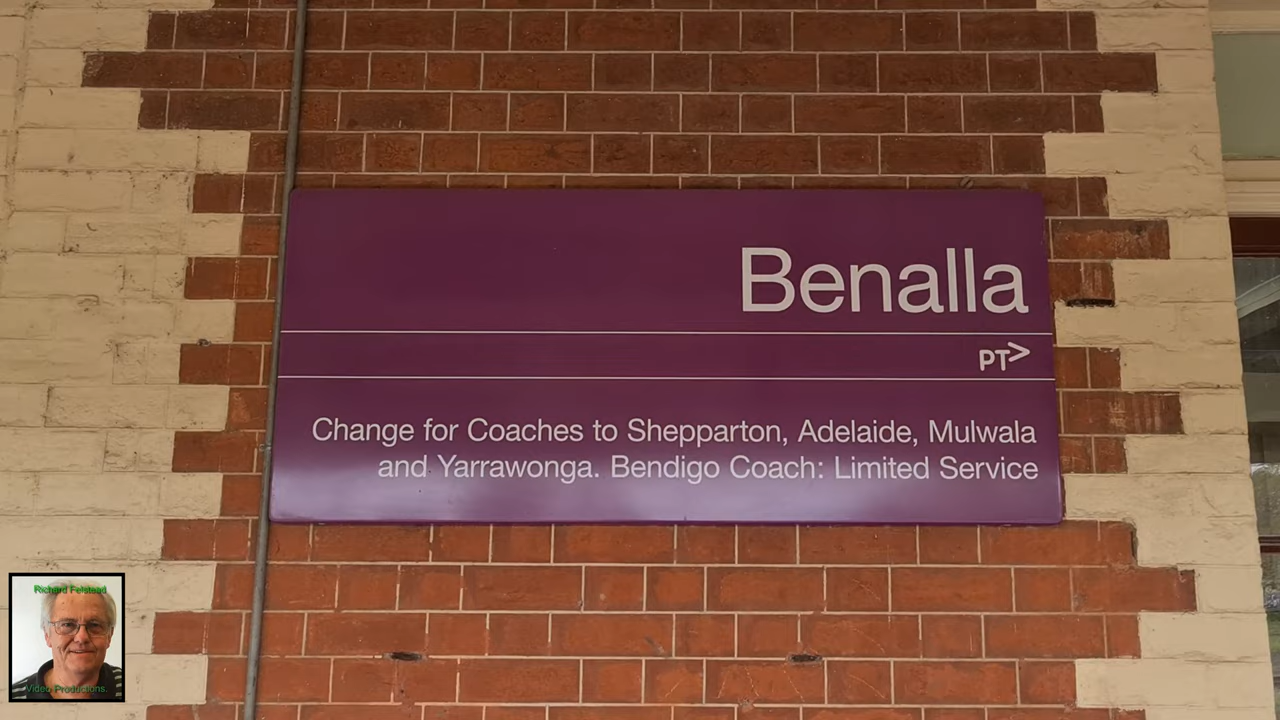 Benalla
PT>
Change for Coaches to Shepparton, Adelaide, Mulwala
and Yarrawonga. Bendigo Coach: Limited Service
Richard Felstead
Video Productions.